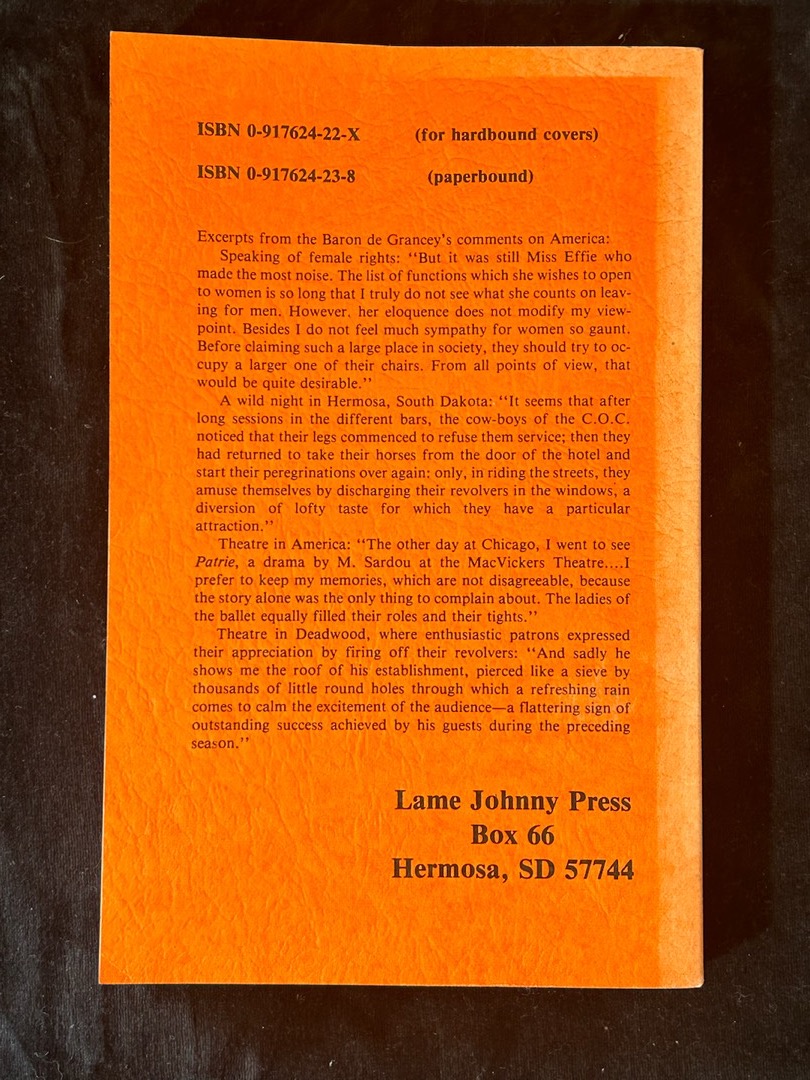 ISBN 0-917624-22-X (for hardbound covers)
ISBN 0-917624-23-8 (paperbound)
Excerpts from the Baron de Grancey's comments on America:
Speaking of female rights: "But it was still Miss Effie who
made the most noise. The list of functions which she wishes to open
to women is so long that I truly do not see what she counts on leav-
ing for men. However, her eloquence does not modify my view-
point. Besides I do not feel much sympathy for women so gaunt.
Before claiming such a large place in society, they should try to oc-
cupy a larger one of their chairs. From all points of view, that
would be quite desirable."
A wild night in Hermosa, South Dakota: "It seems that after
long sessions in the different bars, the cow-boys of the C.O.C.
noticed that their legs commenced to refuse them service; then they
had returned to take their horses from the door of the hotel and
start their peregrinations over again; only, in riding the streets, they
amuse themselves by discharging their revolvers in the windows, a
diversion of lofty taste for which they have a particular
attraction."
Theatre in America: "The other day at Chicago, I went to see
Patrie, a drama by M. Sardou at the MacVickers Theatre....I
prefer to keep my memories, which are not disagreeable, because
the story alone was the only thing to complain about. The ladies of
the ballet equally filled their roles and their tights."
Theatre in Deadwood, where enthusiastic patrons expressed
their appreciation by firing off their revolvers: "And sadly he
shows me the roof of his establishment, pierced like a sieve by
thousands of little round holes through which a refreshing rain
comes to calm the excitement of the audience—a flattering sign of
outstanding success achieved by his guests during the preceding
season."
Lame Johnny Press
Box 66
Hermosa, SD 57744